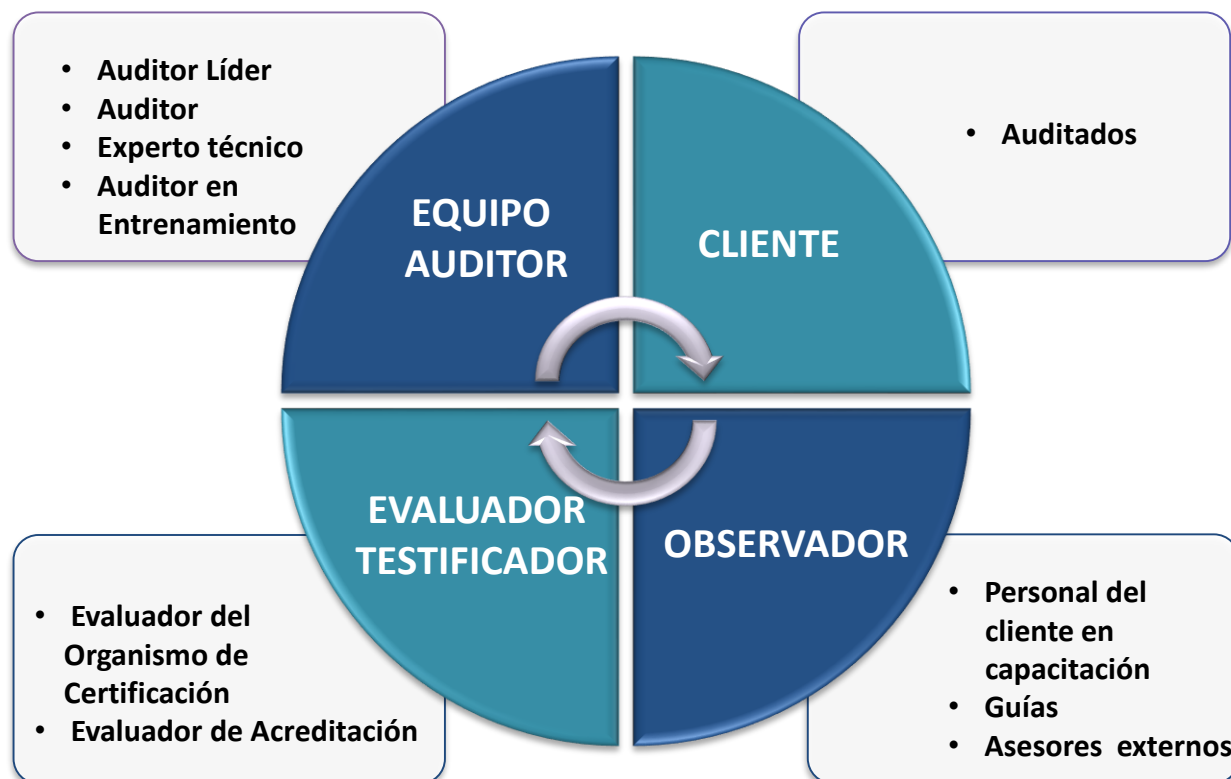 • Auditor Líder
• Auditor
• Experto técnico
• Auditor en
Entrenamiento
EQUIPO
AUDITOR
CLIENTE
• Auditados
EVALUADOR
TESTIFICADOR
OBSERVADOR
• Evaluador del
Organismo de
Certificación
• Evaluador de Acreditación
• Personal del
cliente en
capacitación
• Guías
• Asesores externos